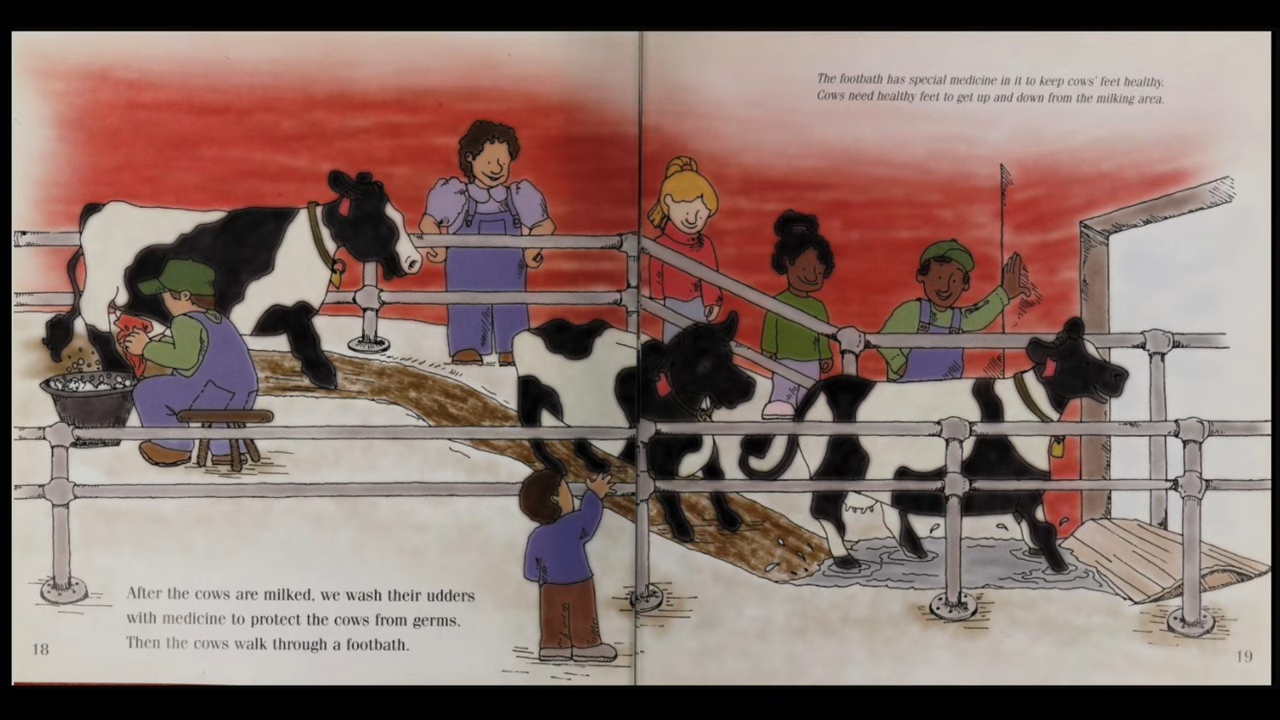 The footbath has special medicine in it to keep cows' feet healthy.
Cows need healthy feet to get up and down from the milking area.
After the cows are milked, we wash their udders
with medicine to protect the cows from germs.
Then the cows walk through a footbath.
18
19